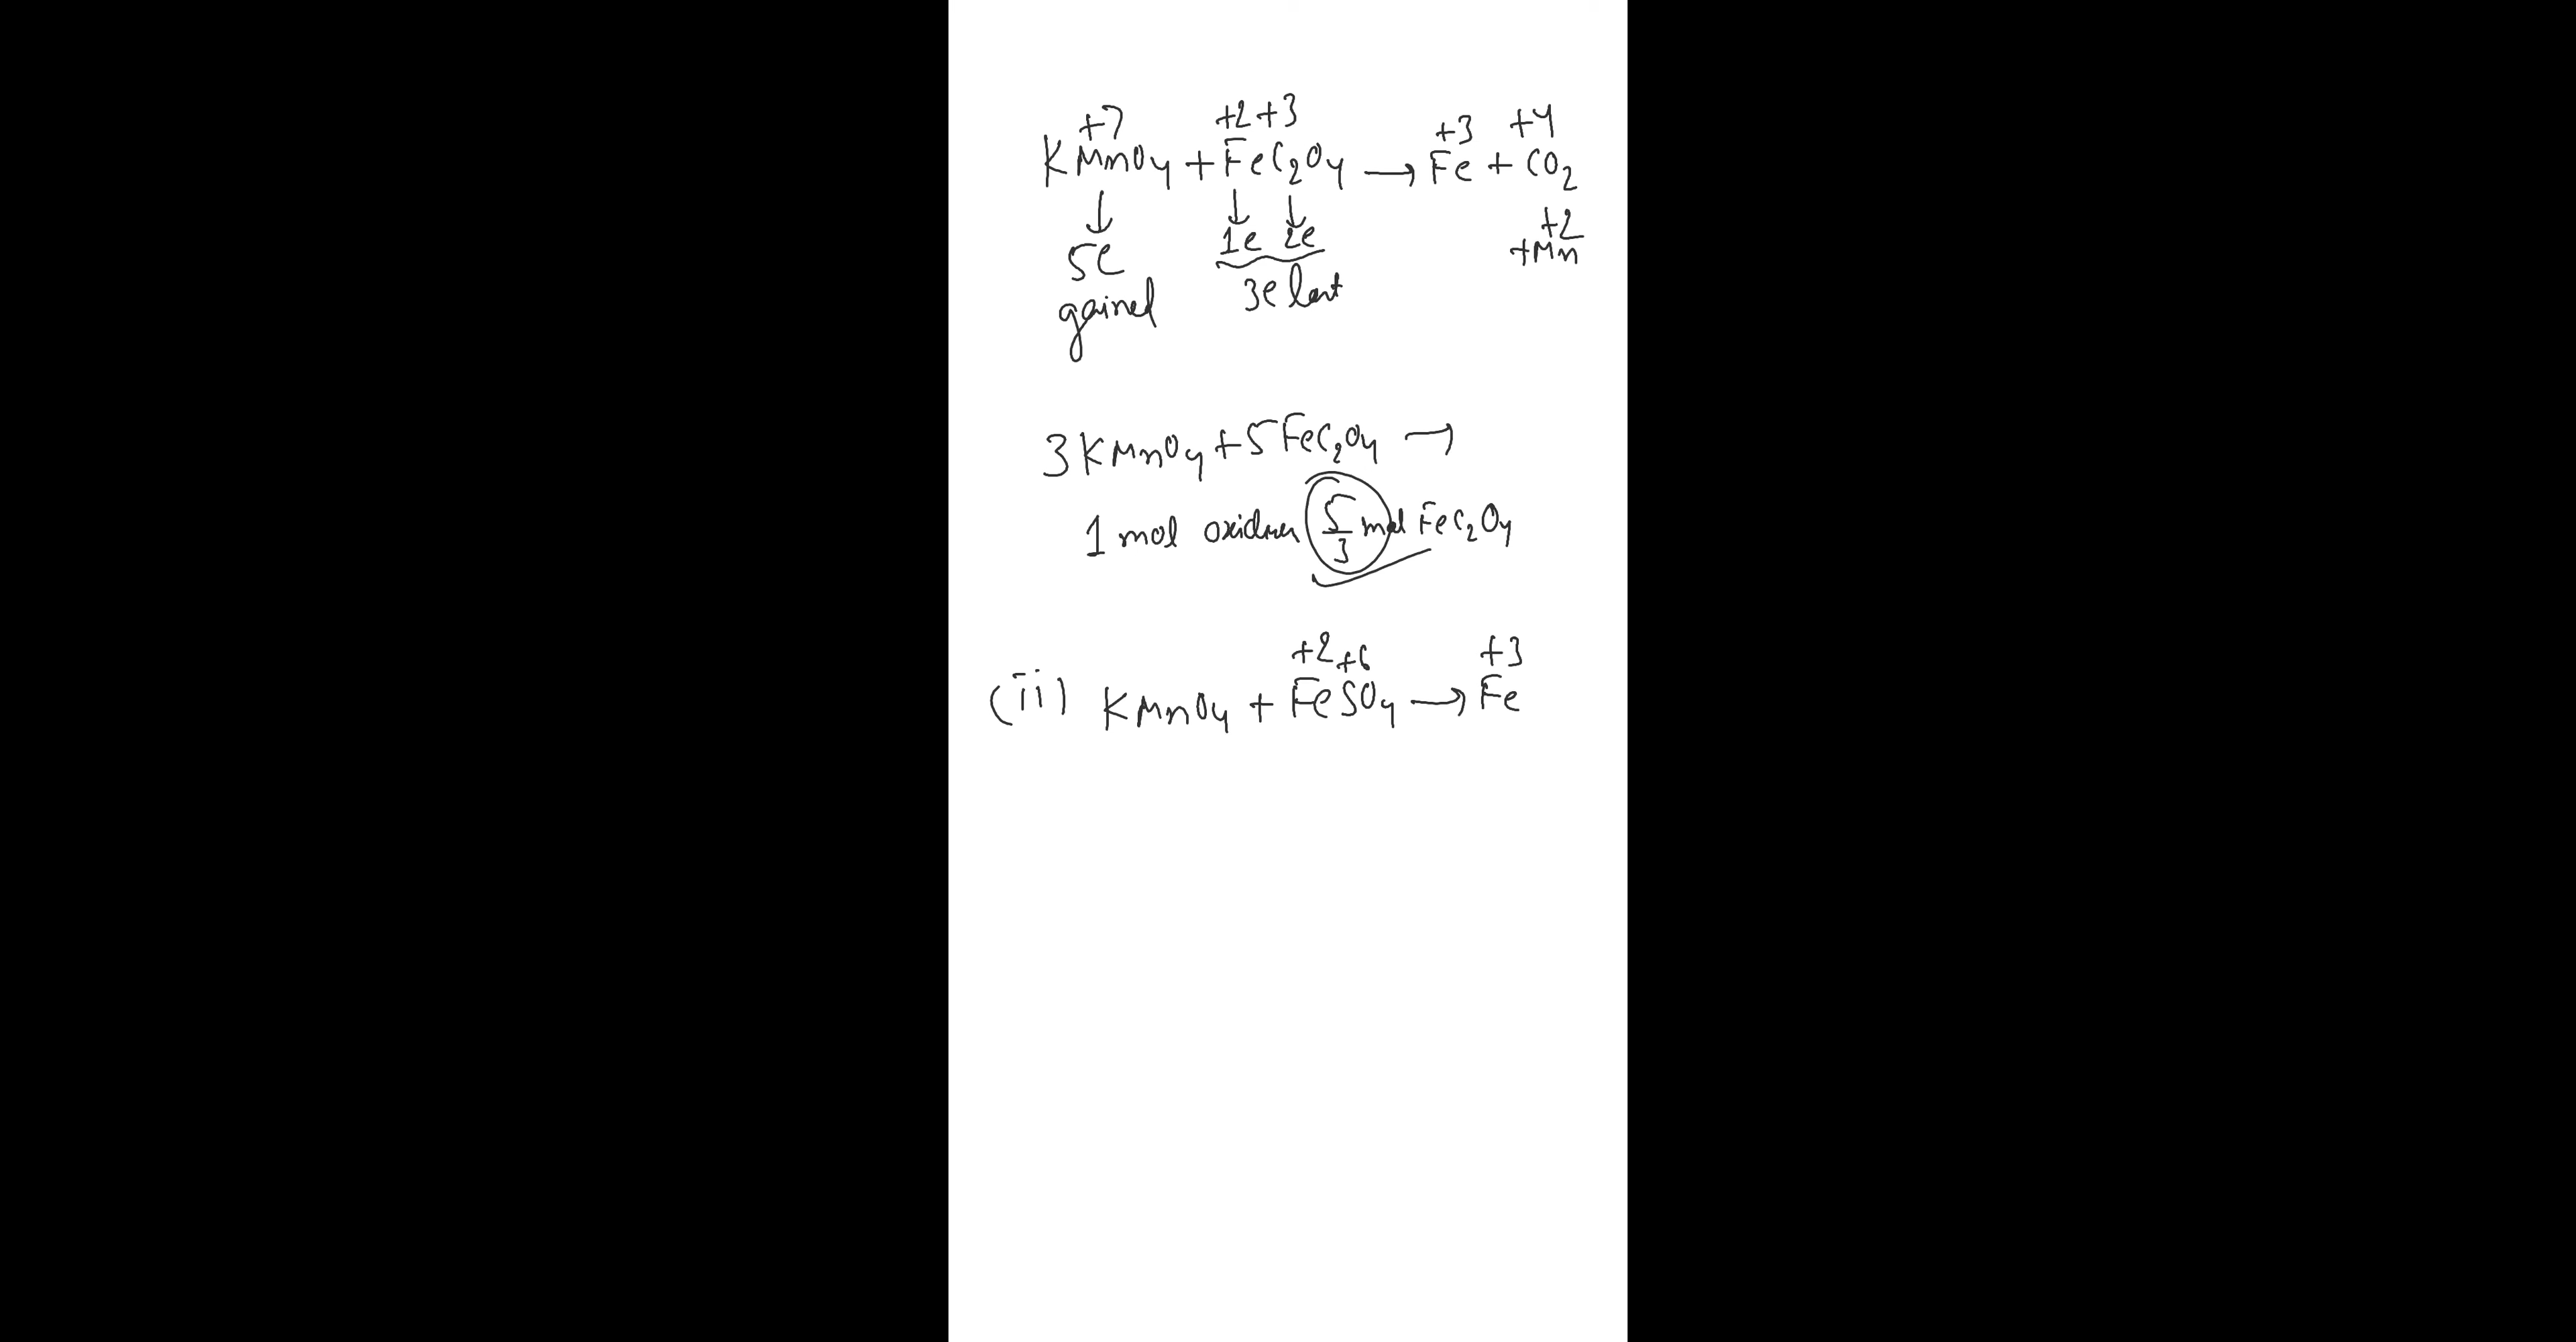 +7 +2 +3 +3 +4
KMnO4 + FeC2O4 → Fe + CO2
↓ ↓ ↓ +2
5e 1e 2e +Mn
gained 3e lost
3KMnO4 + 5FeC2O4 →
1 mol oxidises 5/3 mol FeC2O4
+2 +6 +3
(ii) KMnO4 + FeSO4 → Fe